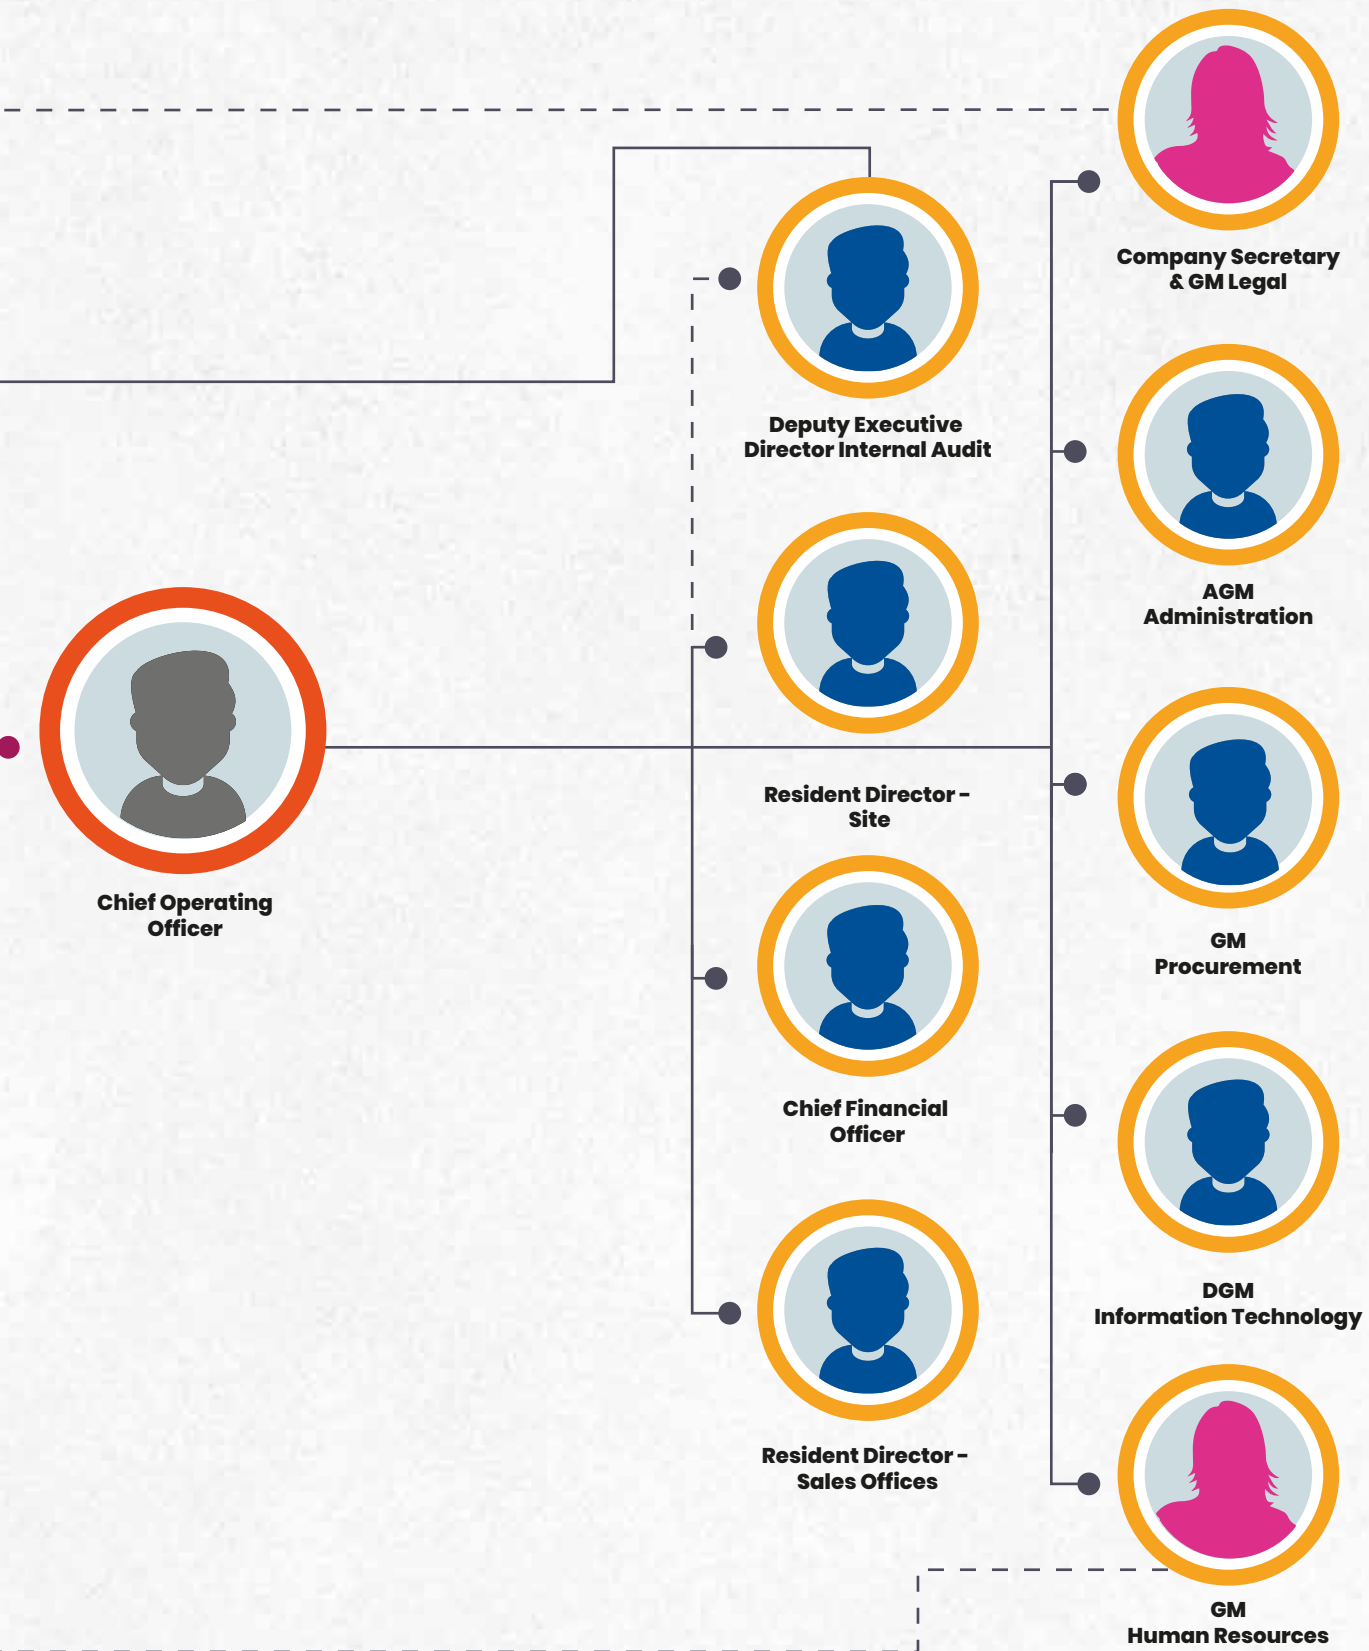 Company Secretary
& GM Legal
Deputy Executive
Director Internal Audit
AGM
Administration
Resident Director –
Site
Chief Operating
Officer
GM
Procurement
Chief Financial
Officer
DGM
Information Technology
Resident Director –
Sales Offices
GM
Human Resources